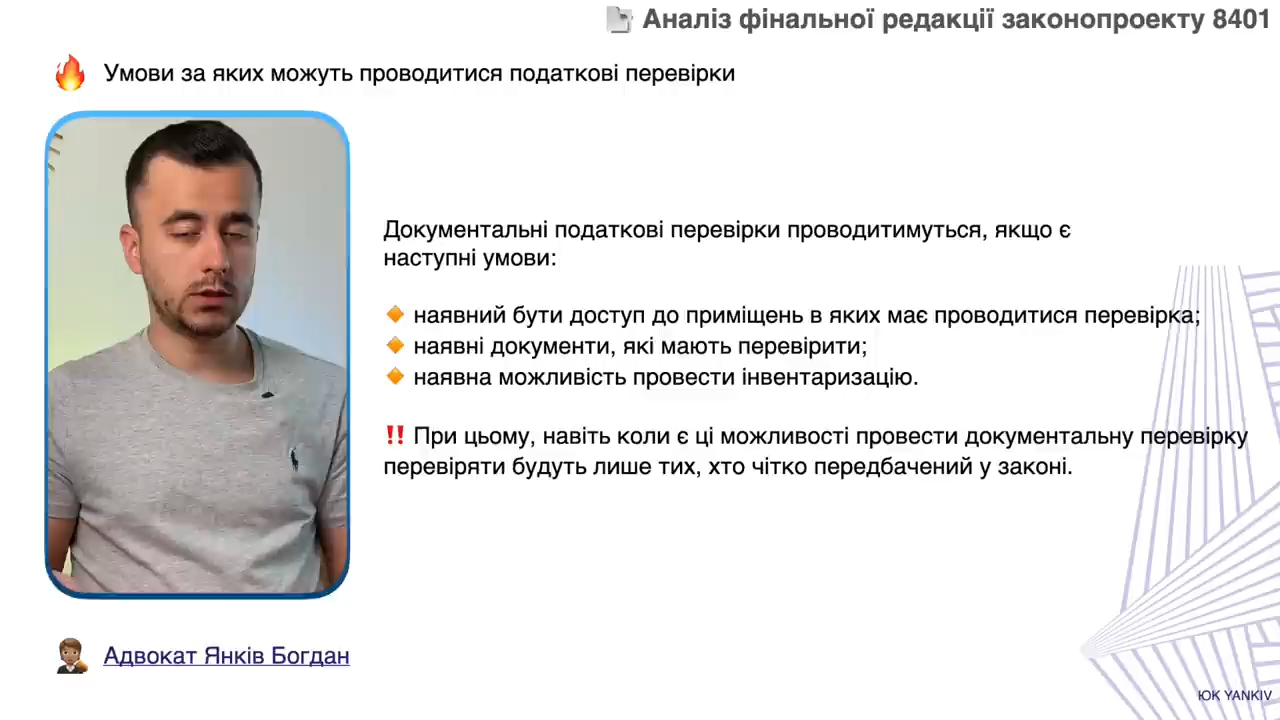 Аналіз фінальної редакції законопроекту 8401
Умови за яких можуть проводитися податкові перевірки
Документальні податкові перевірки проводитимуться, якщо є
наступні умови:
наявний бути доступ до приміщень в яких має проводитися перевірка;
наявні документи, які мають перевірити;
наявна можливість провести інвентаризацію.
‼️ При цьому, навіть коли є ці можливості провести документальну перевірку
перевіряти будуть лише тих, хто чітко передбачений у законі.
Адвокат Янків Богдан
ЮК YANKIV